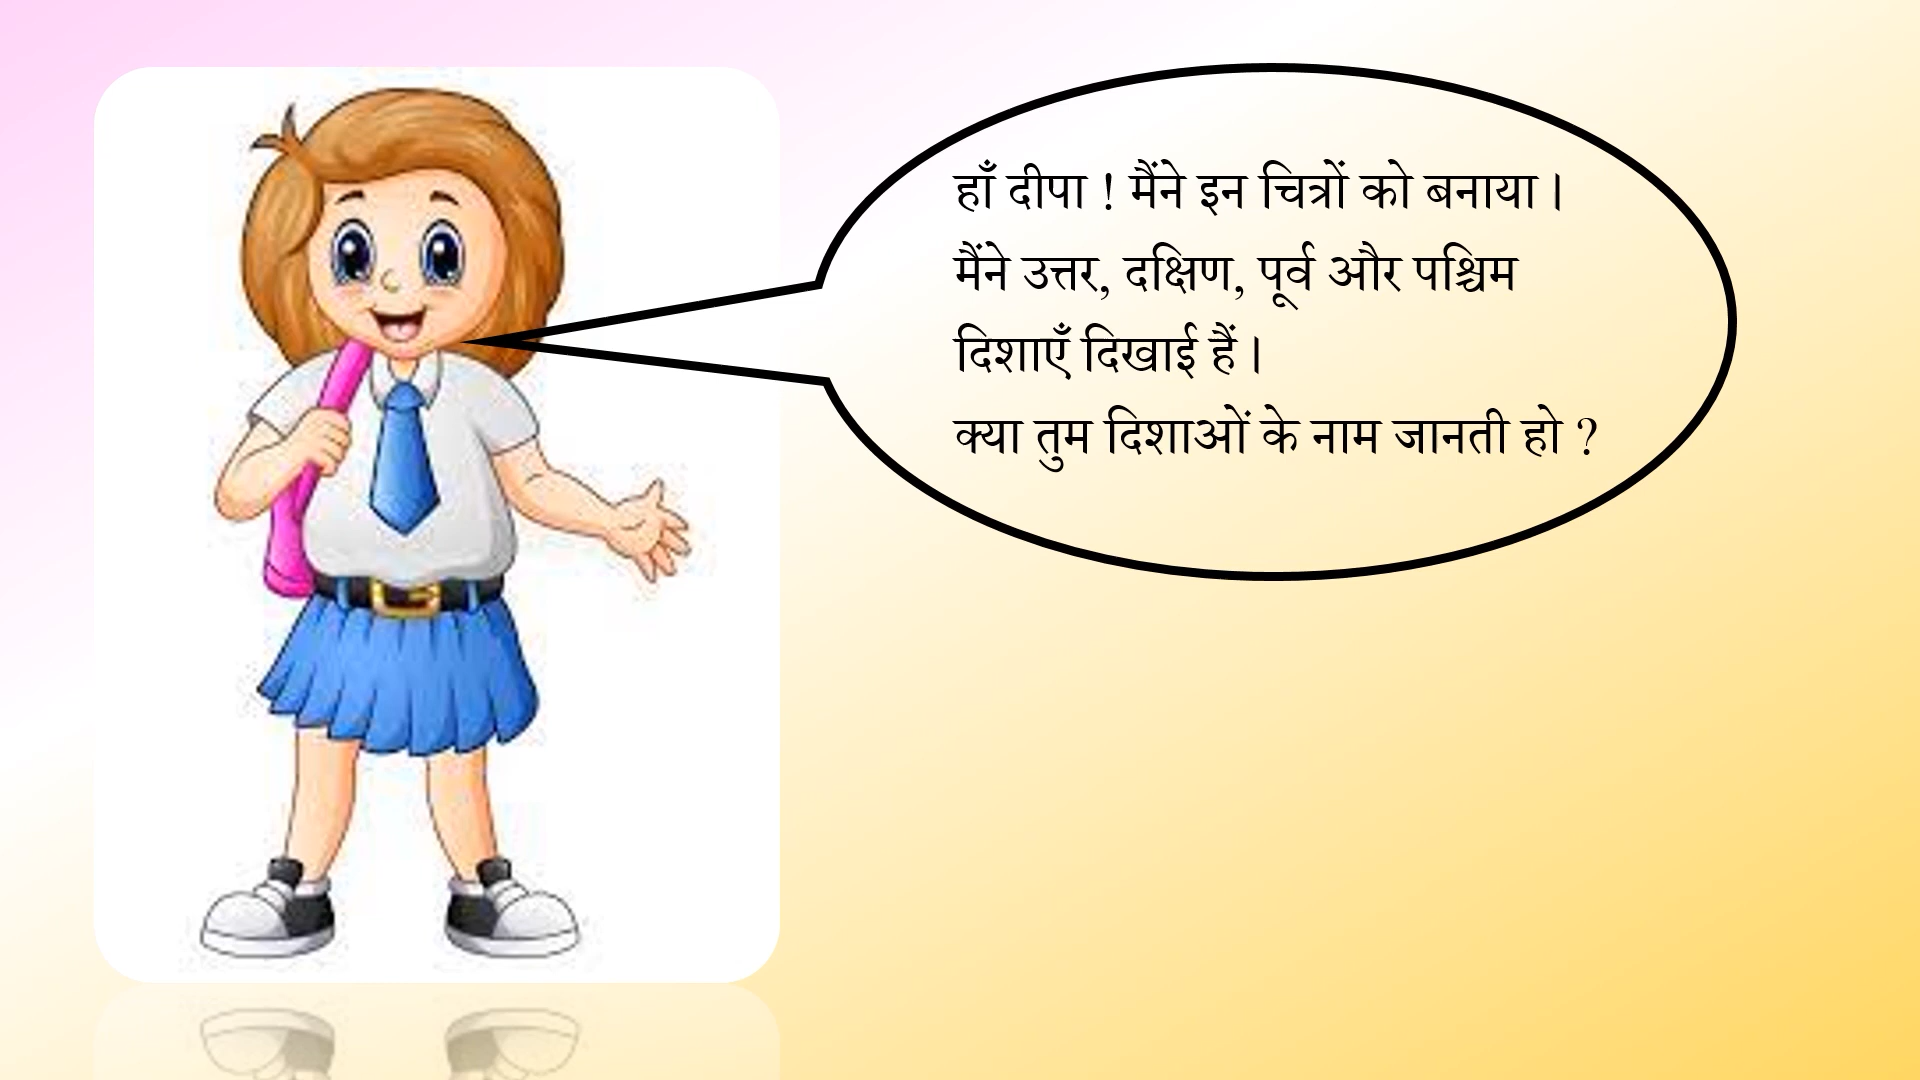 हाँ दीपा ! मैंने इन चित्रों को बनाया ।
मैंने उत्तर, दक्षिण, पूर्व और पश्चिम
दिशाएँ दिखाई हैं ।
क्या तुम दिशाओं के नाम जानती हो ?